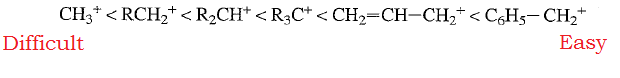 CH₃⁺ < RCH₂⁺ < R₂CH⁺ < R₃C⁺ < CH₂=CH−CH₂⁺ < C₆H₅−CH₂⁺
Difficult Easy